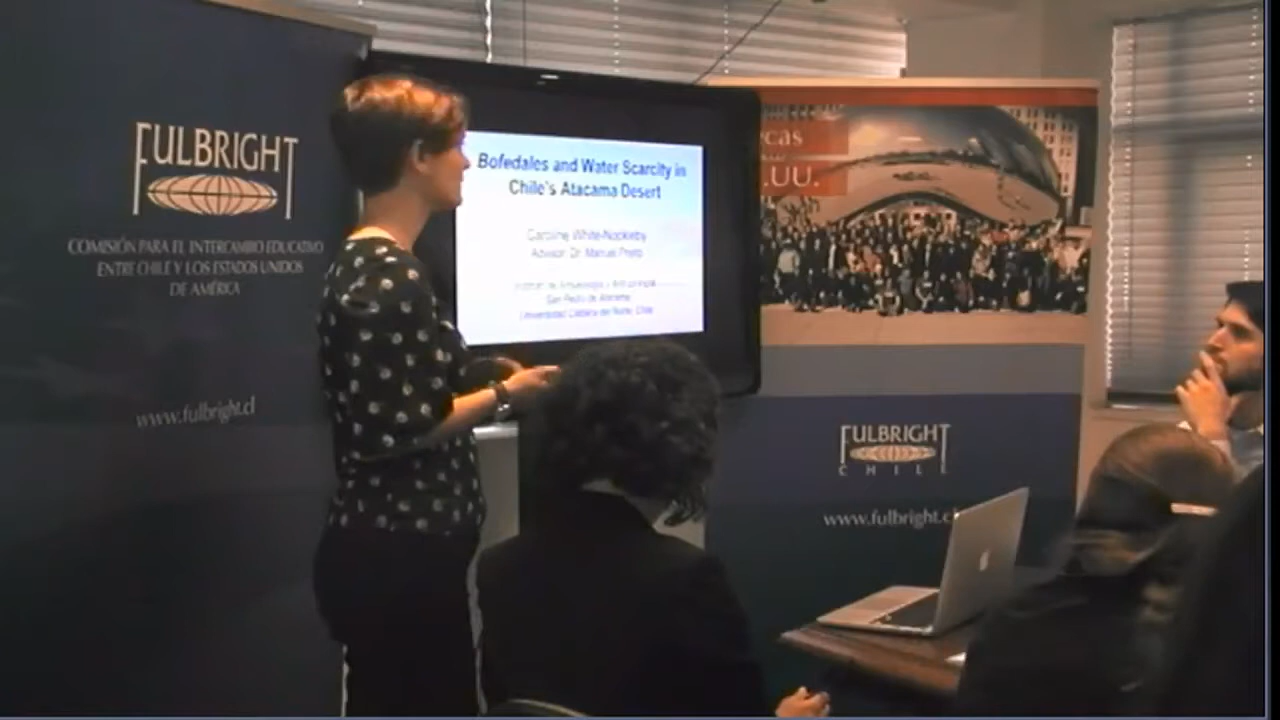 FULBRIGHT
COMISIÓN PARA EL INTERCAMBIO EDUCATIVO
ENTRE CHILE Y LOS ESTADOS UNIDOS
DE AMÉRICA
www.fulbright.cl
Bofedales and Water Scarcity in
Chile's Atacama Desert
Caroline White-Nockleby
Advisor: Dr. Manuel Prieto
San Pedro de Atacama
Universidad Católica del Norte, Chile
cas
.UU.
FULBRIGHT
CHILE
www.fulbright.cl